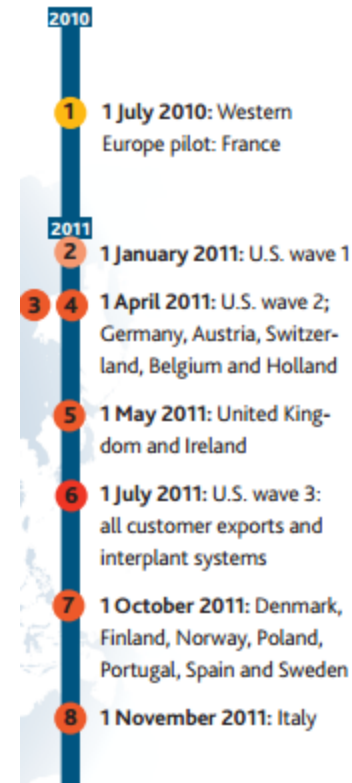 2010
1 1 July 2010: Western
Europe pilot: France
2011
2 1 January 2011: U.S. wave 1
3 4 1 April 2011: U.S. wave 2;
Germany, Austria, Switzer-
land, Belgium and Holland
5 1 May 2011: United King-
dom and Ireland
6 1 July 2011: U.S. wave 3:
all customer exports and
interplant systems
7 1 October 2011: Denmark,
Finland, Norway, Poland,
Portugal, Spain and Sweden
8 1 November 2011: Italy